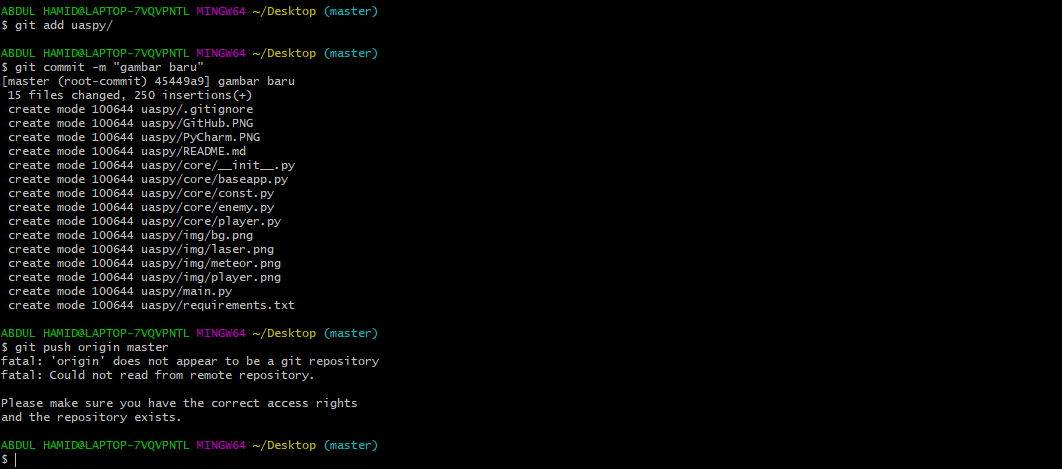 ABDUL HAMID@LAPTOP-7VQVPNTL MINGW64 ~/Desktop (master)
$ git add uaspy/
ABDUL HAMID@LAPTOP-7VQVPNTL MINGW64 ~/Desktop (master)
$ git commit -m "gambar baru"
[master (root-commit) 45449a9] gambar baru
 15 files changed, 250 insertions(+)
 create mode 100644 uaspy/.gitignore
 create mode 100644 uaspy/GitHub.PNG
 create mode 100644 uaspy/PyCharm.PNG
 create mode 100644 uaspy/README.md
 create mode 100644 uaspy/core/__init__.py
 create mode 100644 uaspy/core/baseapp.py
 create mode 100644 uaspy/core/const.py
 create mode 100644 uaspy/core/enemy.py
 create mode 100644 uaspy/core/player.py
 create mode 100644 uaspy/img/bg.png
 create mode 100644 uaspy/img/laser.png
 create mode 100644 uaspy/img/meteor.png
 create mode 100644 uaspy/img/player.png
 create mode 100644 uaspy/main.py
 create mode 100644 uaspy/requirements.txt
ABDUL HAMID@LAPTOP-7VQVPNTL MINGW64 ~/Desktop (master)
$ git push origin master
fatal: 'origin' does not appear to be a git repository
fatal: Could not read from remote repository.
Please make sure you have the correct access rights
and the repository exists.
ABDUL HAMID@LAPTOP-7VQVPNTL MINGW64 ~/Desktop (master)
$